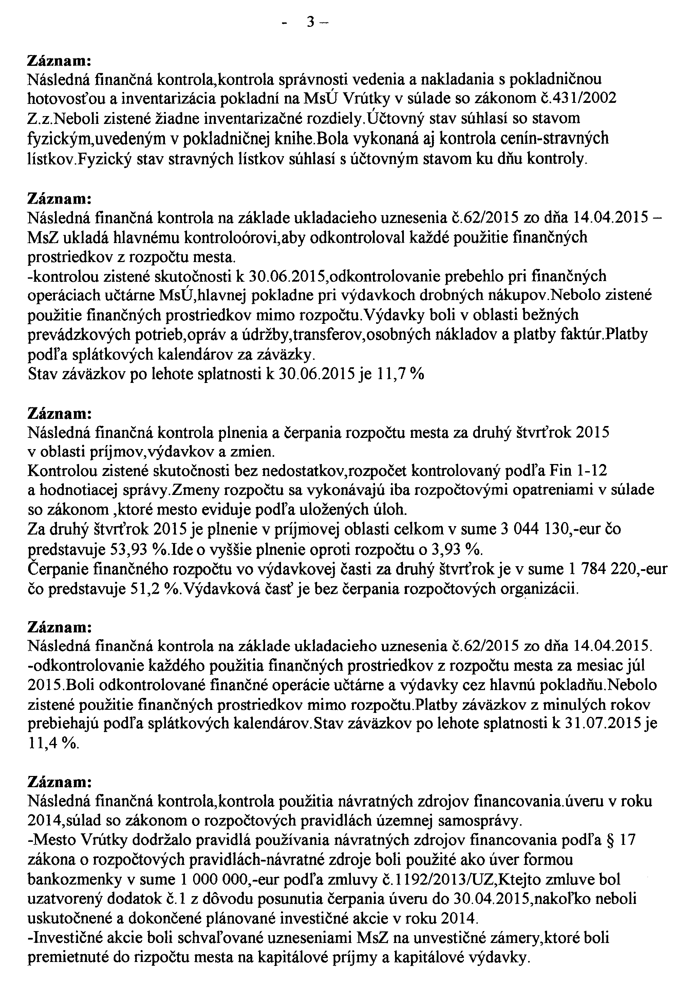 - 3 –
Záznam:
Následná finančná kontrola,kontrola správnosti vedenia a nakladania s pokladničnou
hotovosťou a inventarizácia pokladní na MsÚ Vrútky v súlade so zákonom č.431/2002
Z.z.Neboli zistené žiadne inventarizačné rozdiely.Účtovný stav súhlasí so stavom
fyzickým,uvedeným v pokladničnej knihe.Bola vykonaná aj kontrola cenín-stravných
lístkov.Fyzický stav stravných lístkov súhlasí s účtovným stavom ku dňu kontroly.
Záznam:
Následná finančná kontrola na základe ukladacieho uznesenia č.62/2015 zo dňa 14.04.2015 –
MsZ ukladá hlavnému kontroloórovi,aby odkontroloval každé použitie finančných
prostriedkov z rozpočtu mesta.
-kontrolou zistené skutočnosti k 30.06.2015,odkontrolovanie prebehlo pri finančných
operáciach učtárne MsÚ,hlavnej pokladne pri výdavkoch drobných nákupov.Nebolo zistené
použitie finančných prostriedkov mimo rozpočtu.Výdavky boli v oblasti bežných
prevádzkových potrieb,opráv a údržby,transferov,osobných nákladov a platby faktúr.Platby
podľa splátkových kalendárov za záväzky.
Stav záväzkov po lehote splatnosti k 30.06.2015 je 11,7 %
Záznam:
Následná finančná kontrola plnenia a čerpania rozpočtu mesta za druhý štvrťrok 2015
v oblasti príjmov,výdavkov a zmien.
Kontrolou zistené skutočnosti bez nedostatkov,rozpočet kontrolovaný podľa Fin 1-12
a hodnotiacej správy.Zmeny rozpočtu sa vykonávajú iba rozpočtovými opatreniami v súlade
so zákonom ,ktoré mesto eviduje podľa uložených úloh.
Za druhý štvrťrok 2015 je plnenie v príjmovej oblasti celkom v sume 3 044 130,-eur čo
predstavuje 53,93 %.Ide o vyššie plnenie oproti rozpočtu o 3,93 %.
Čerpanie finančného rozpočtu vo výdavkovej časti za druhý štvrťrok je v sume 1 784 220,-eur
čo predstavuje 51,2 %.Výdavková časť je bez čerpania rozpočtových organizácii.
Záznam:
Následná finančná kontrola na základe ukladacieho uznesenia č.62/2015 zo dňa 14.04.2015.
-odkontrolovanie každého použitia finančných prostriedkov z rozpočtu mesta za mesiac júl
2015.Boli odkontrolované finančné operácie učtárne a výdavky cez hlavnú pokladňu.Nebolo
zistené použitie finančných prostriedkov mimo rozpočtu.Platby záväzkov z minulých rokov
prebiehajú podľa splátkových kalendárov.Stav záväzkov po lehote splatnosti k 31.07.2015 je
11,4 %.
Záznam:
Následná finančná kontrola,kontrola použitia návratných zdrojov financovania.úveru v roku
2014,súlad so zákonom o rozpočtových pravidlách územnej samosprávy.
-Mesto Vrútky dodržalo pravidlá používania návratných zdrojov financovania podľa § 17
zákona o rozpočtových pravidlách-návratné zdroje boli použité ako úver formou
bankozmenky v sume 1 000 000,-eur podľa zmluvy č.1192/2013/UZ,Ktejto zmluve bol
uzatvorený dodatok č.1 z dôvodu posunutia čerpania úveru do 30.04.2015,nakoľko neboli
uskutočnené a dokončené plánované investičné akcie v roku 2014.
-Investičné akcie boli schvaľované uzneseniami MsZ na unvestičné zámery,ktoré boli
premietnuté do rizpočtu mesta na kapitálové príjmy a kapitálové výdavky.